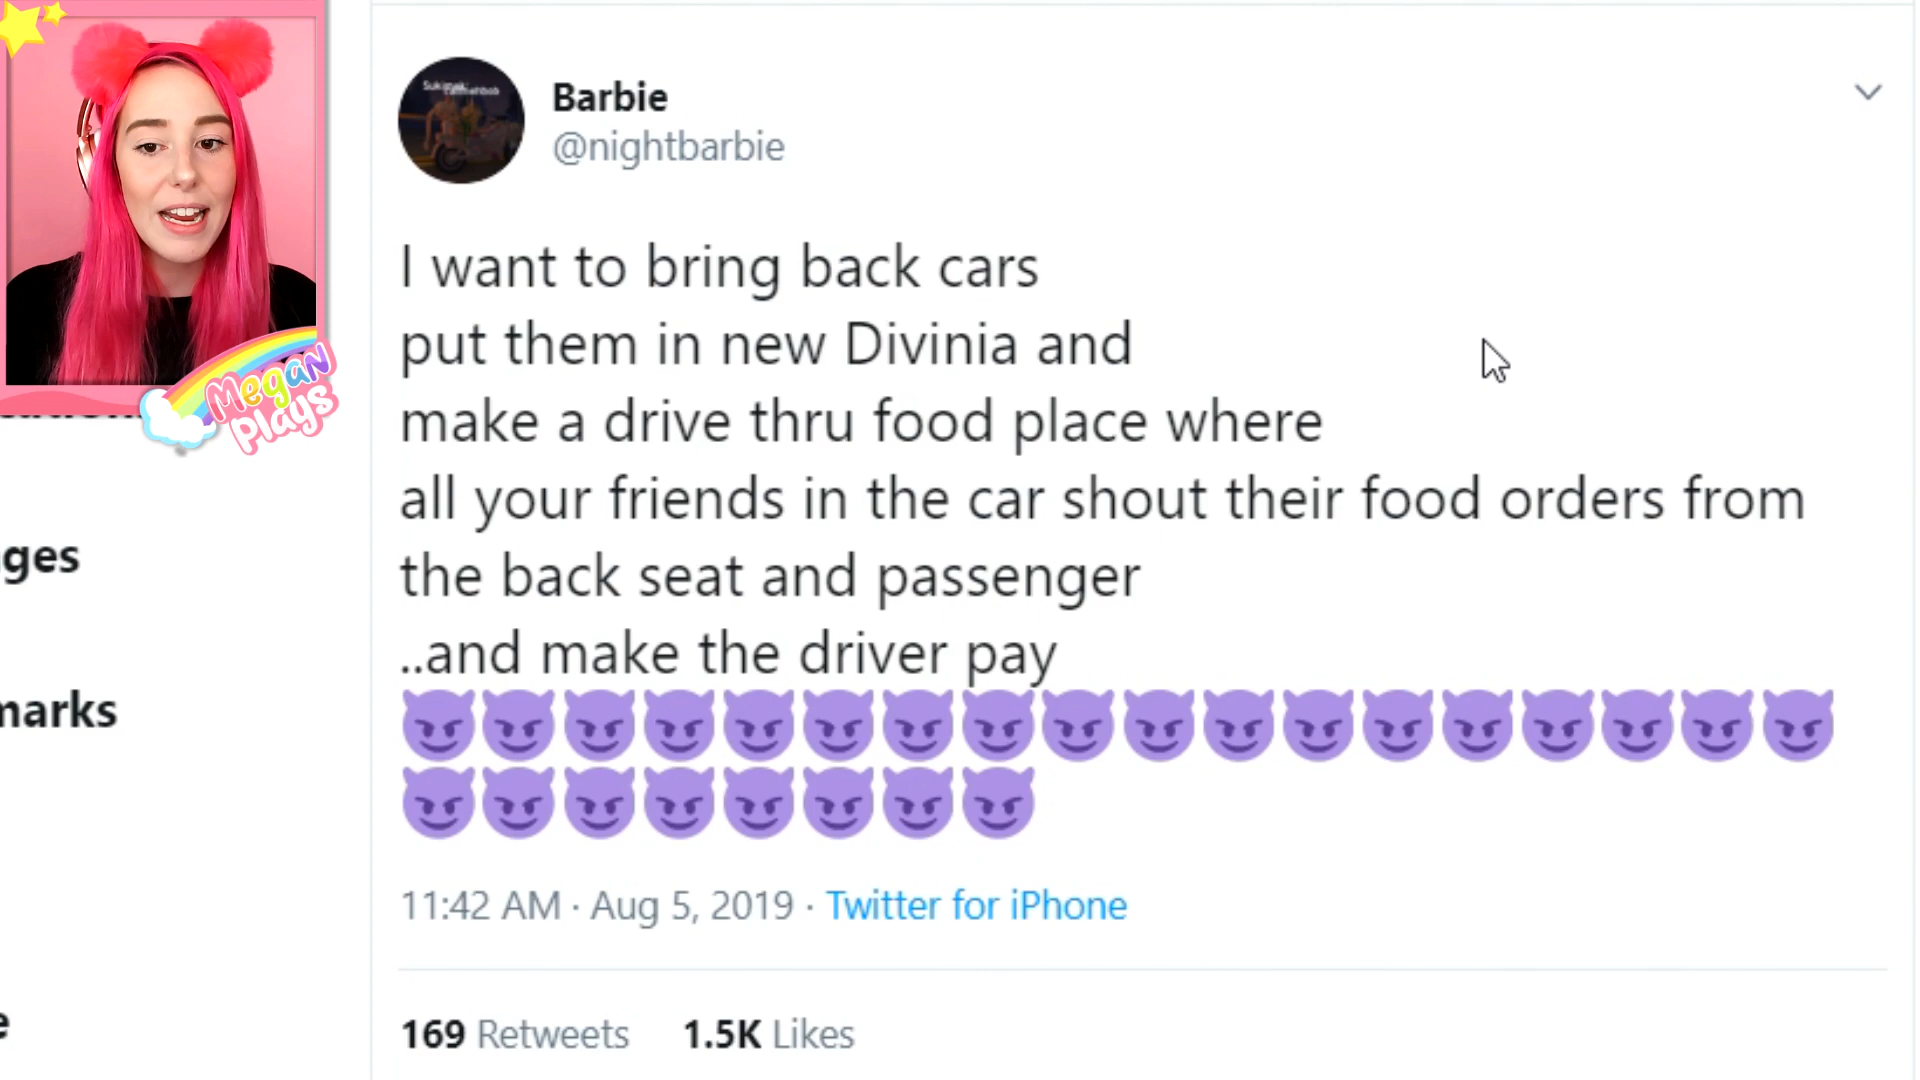 Barbie
@nightbarbie
I want to bring back cars
put them in new Divinia and
make a drive thru food place where
all your friends in the car shout their food orders from
the back seat and passenger
..and make the driver pay
😈😈😈😈😈😈😈😈😈😈😈😈😈😈😈😈😈😈
😈😈😈😈😈😈😈😈
11:42 AM · Aug 5, 2019 · Twitter for iPhone
169 Retweets 1.5K Likes
Megan
Plays
ges
marks
e